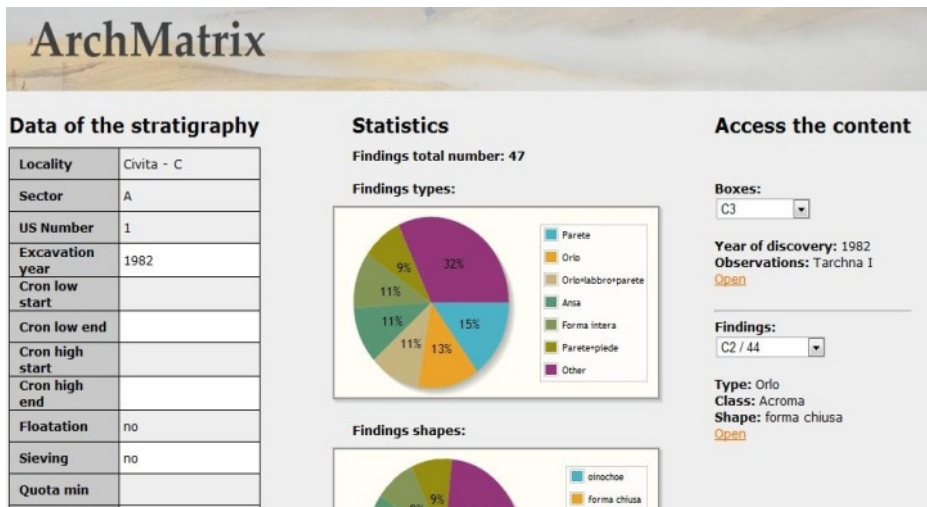 ArchMatrix
Data of the stratigraphy
Locality Civita - C
Sector A
US Number 1
Excavation
year 1982
Cron low
start
Cron low end
Cron high
start
Cron high
end
Floatation no
Sieving no
Quota min
Statistics
Findings total number: 47
Findings types:
32%
9%
11%
11%
11%
13%
15%
Parete
Orlo
Orlo+labbro+parete
Ansa
Forma intera
Parete+piede
Other
Findings shapes:
9%
oinochoe
forma chiusa
Access the content
Boxes:
C3
Year of discovery: 1982
Observations: Tarchna I
Open
Findings:
C2 / 44
Type: Orlo
Class: Acroma
Shape: forma chiusa
Open